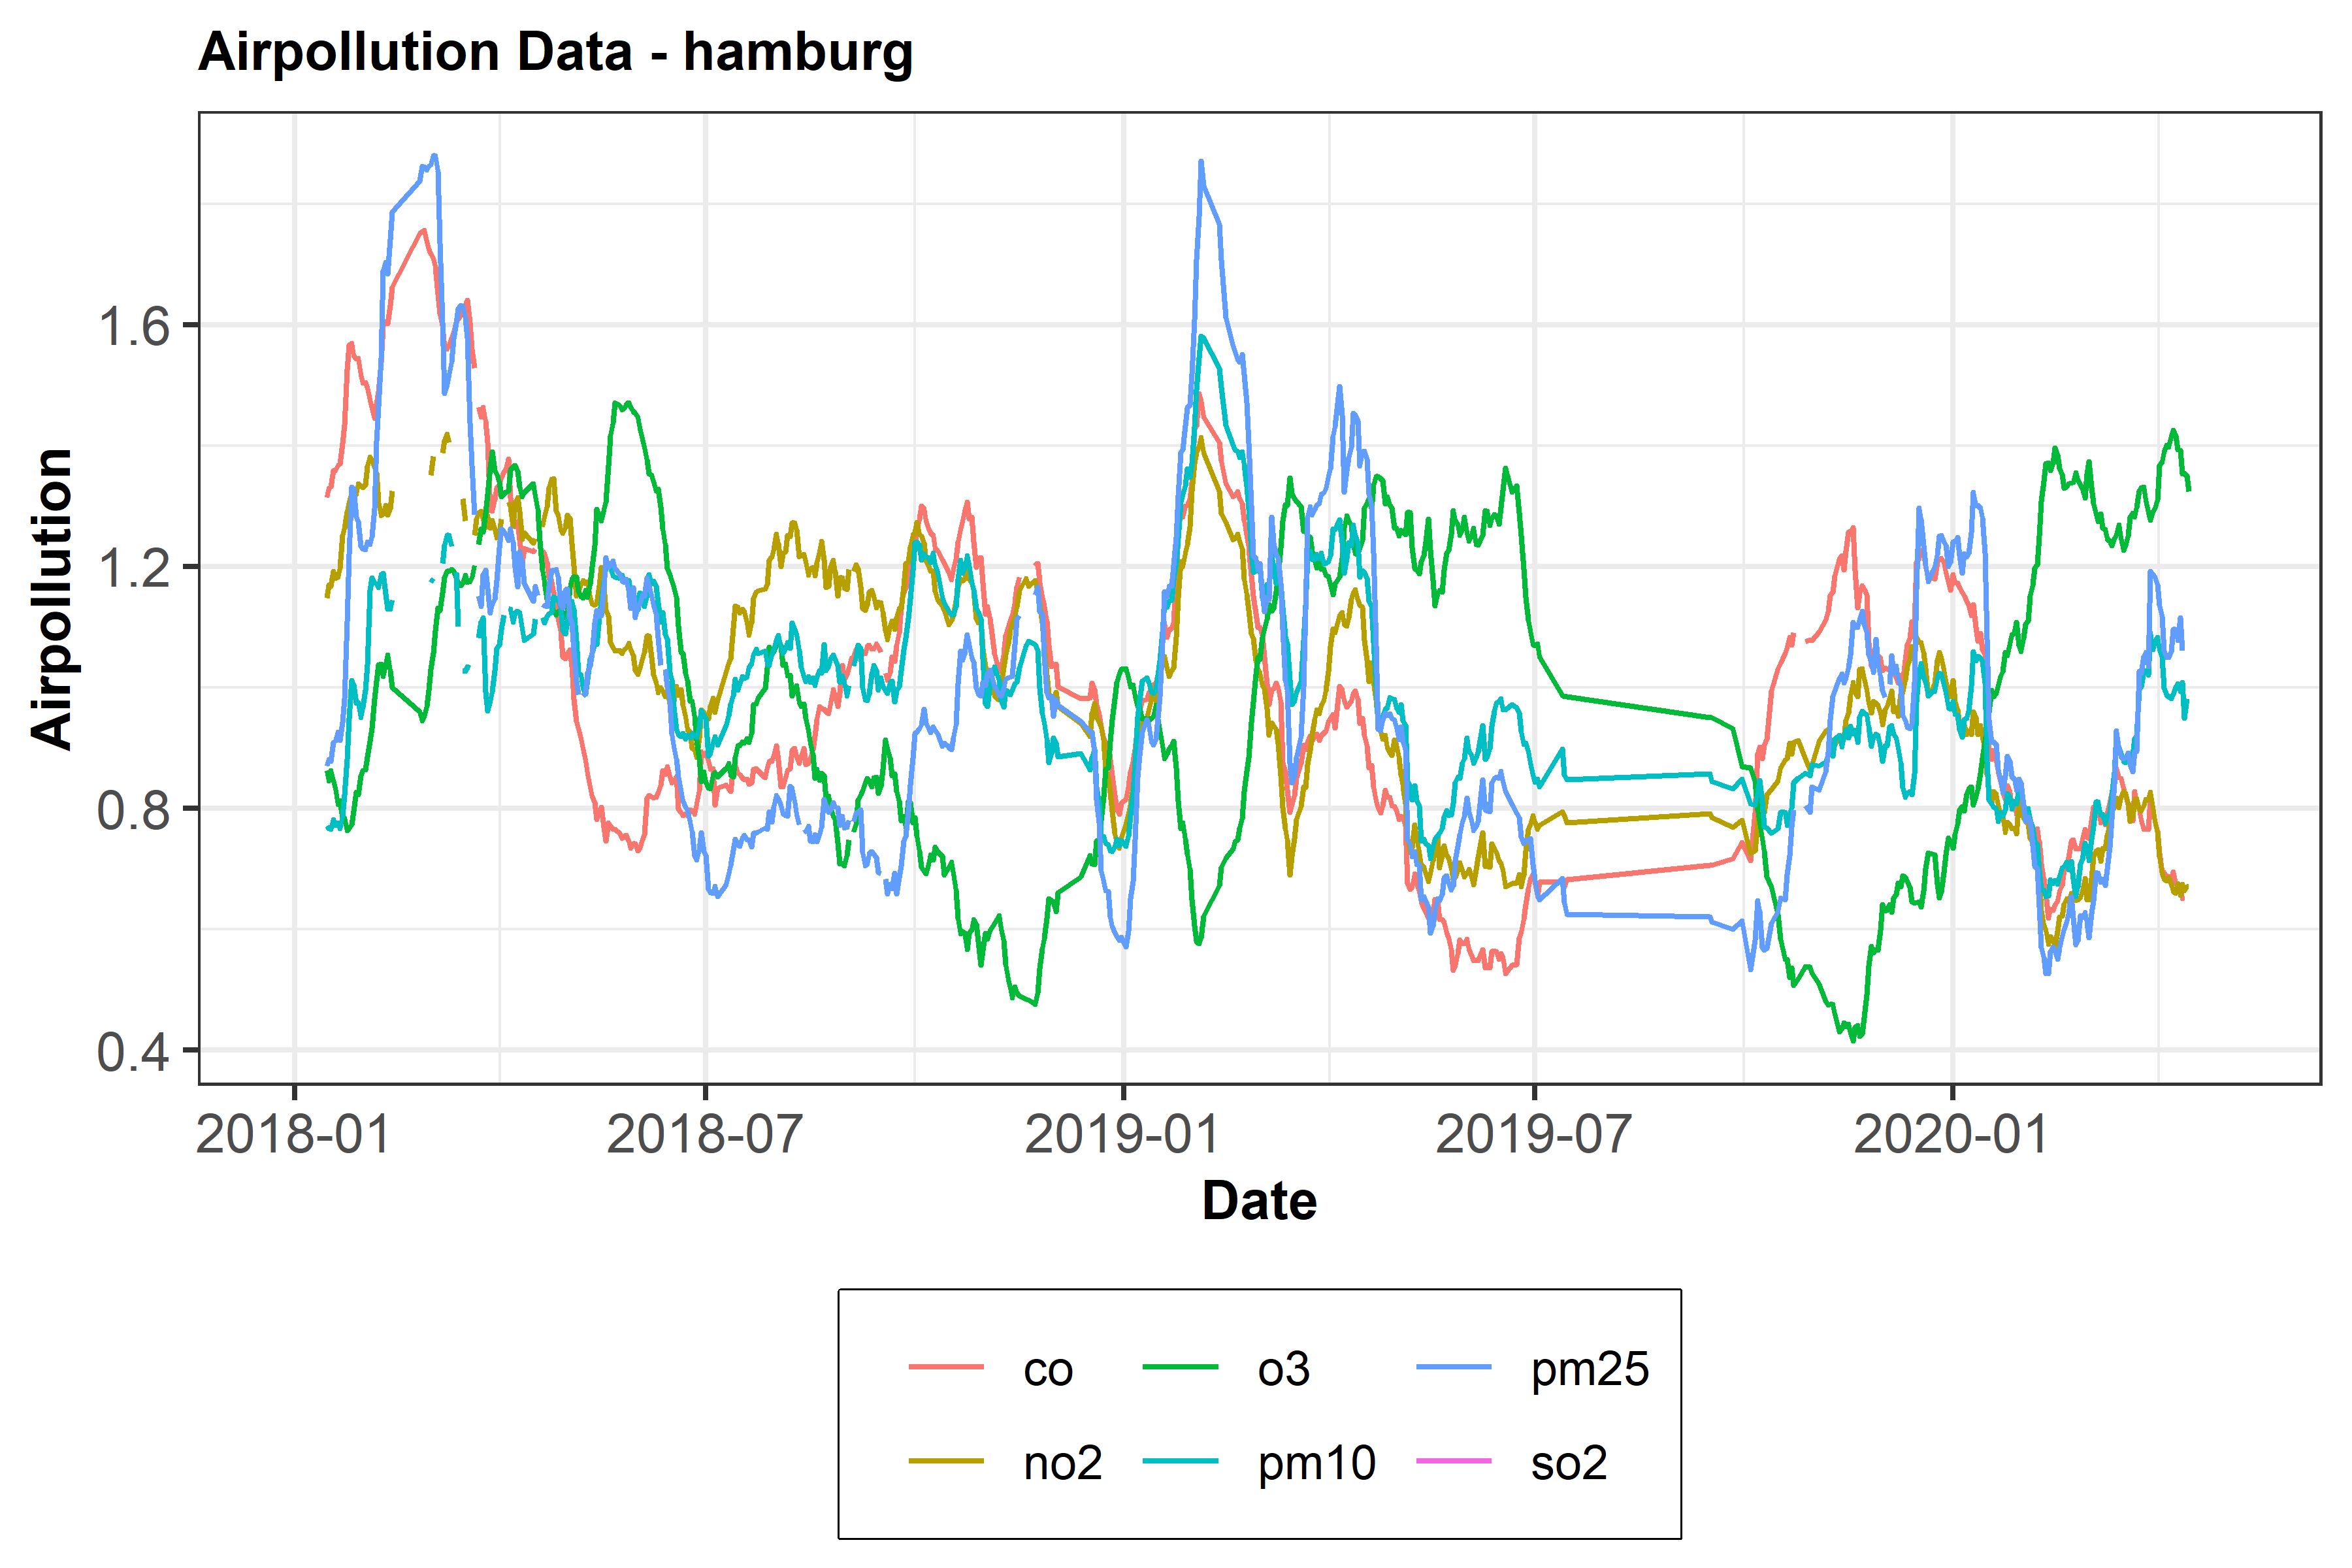 Airpollution Data - hamburg
Airpollution
1.6
1.2
0.8
0.4
2018-01 2018-07 2019-01 2019-07 2020-01
Date
co o3 pm25
no2 pm10 so2